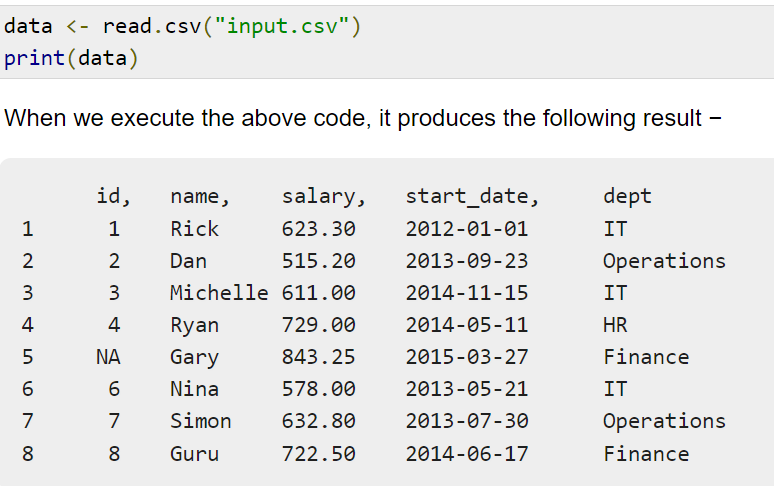 data <- read.csv("input.csv")
print(data)
When we execute the above code, it produces the following result −
id, name, salary, start_date, dept
1 1 Rick 623.30 2012-01-01 IT
2 2 Dan 515.20 2013-09-23 Operations
3 3 Michelle 611.00 2014-11-15 IT
4 4 Ryan 729.00 2014-05-11 HR
5 NA Gary 843.25 2015-03-27 Finance
6 6 Nina 578.00 2013-05-21 IT
7 7 Simon 632.80 2013-07-30 Operations
8 8 Guru 722.50 2014-06-17 Finance